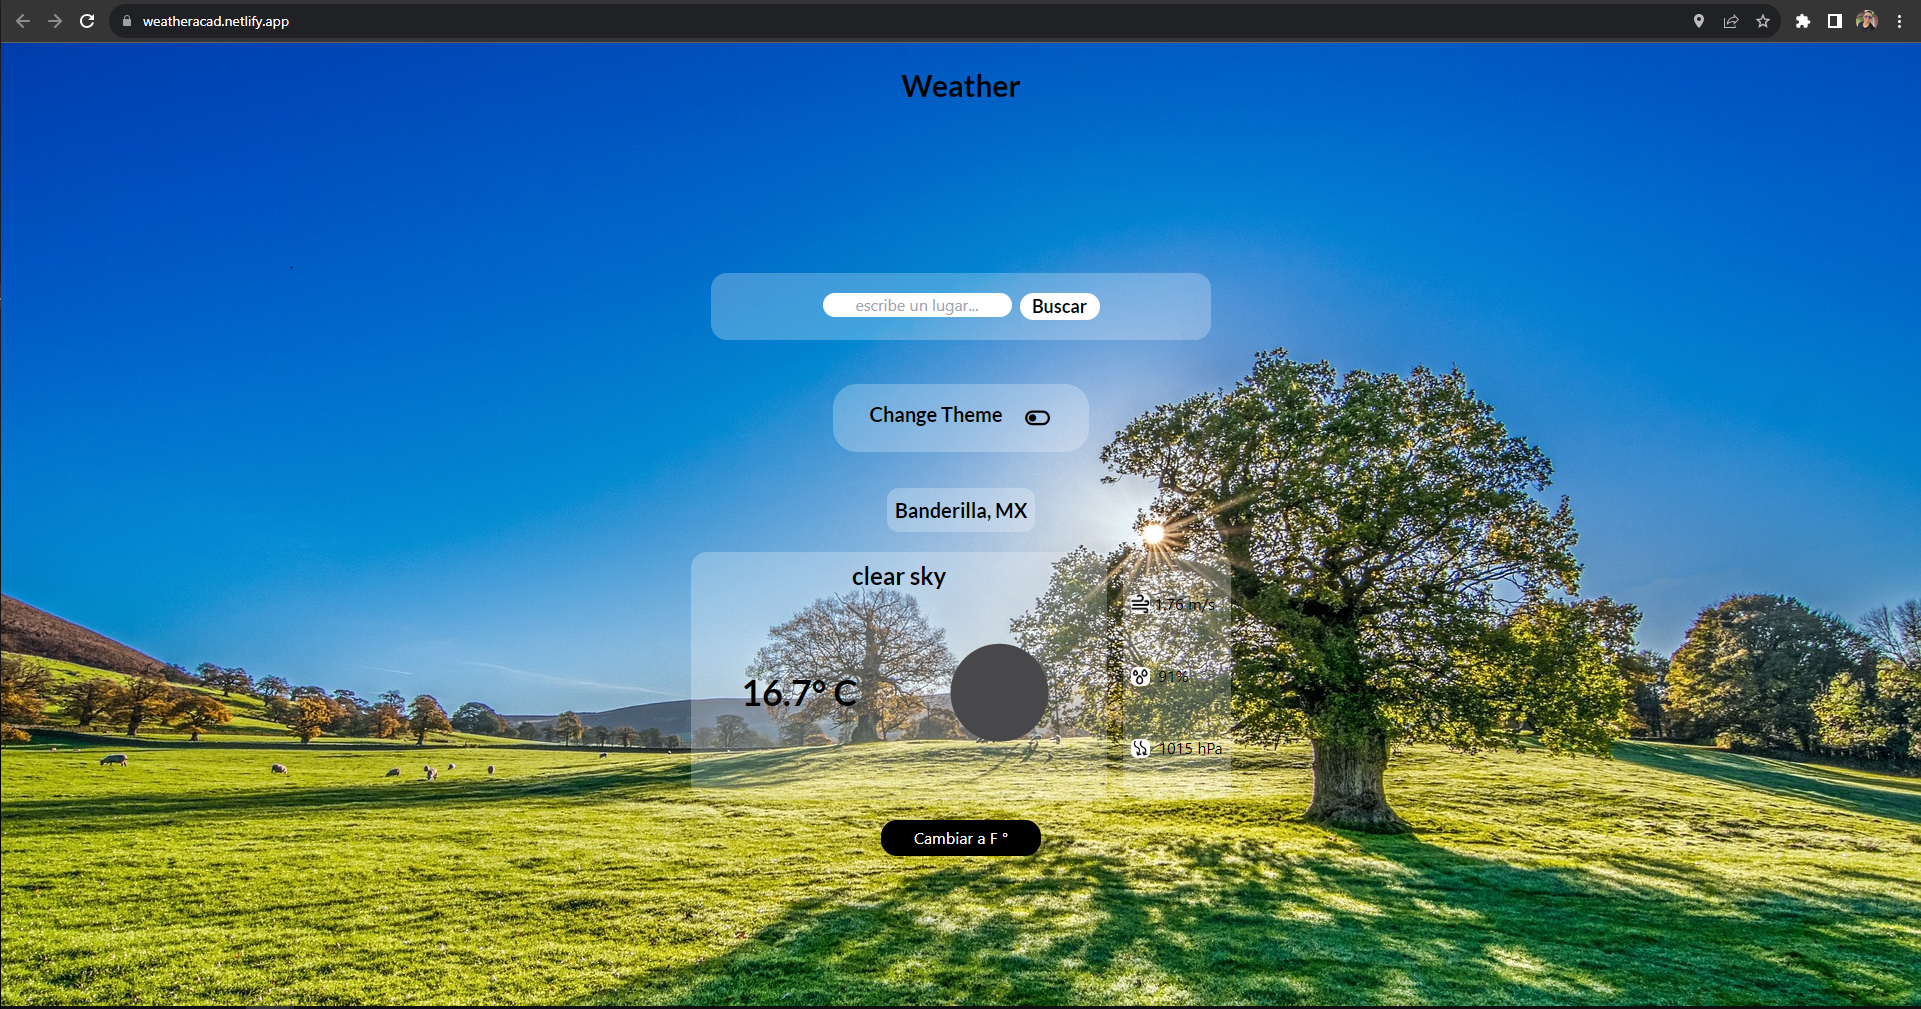 weatheracad.netlify.app
Weather
escribe un lugar...
Buscar
Change Theme
Banderilla, MX
clear sky
16.7° C
1.76 m/s
91%
1015 hPa
Cambiar a F °